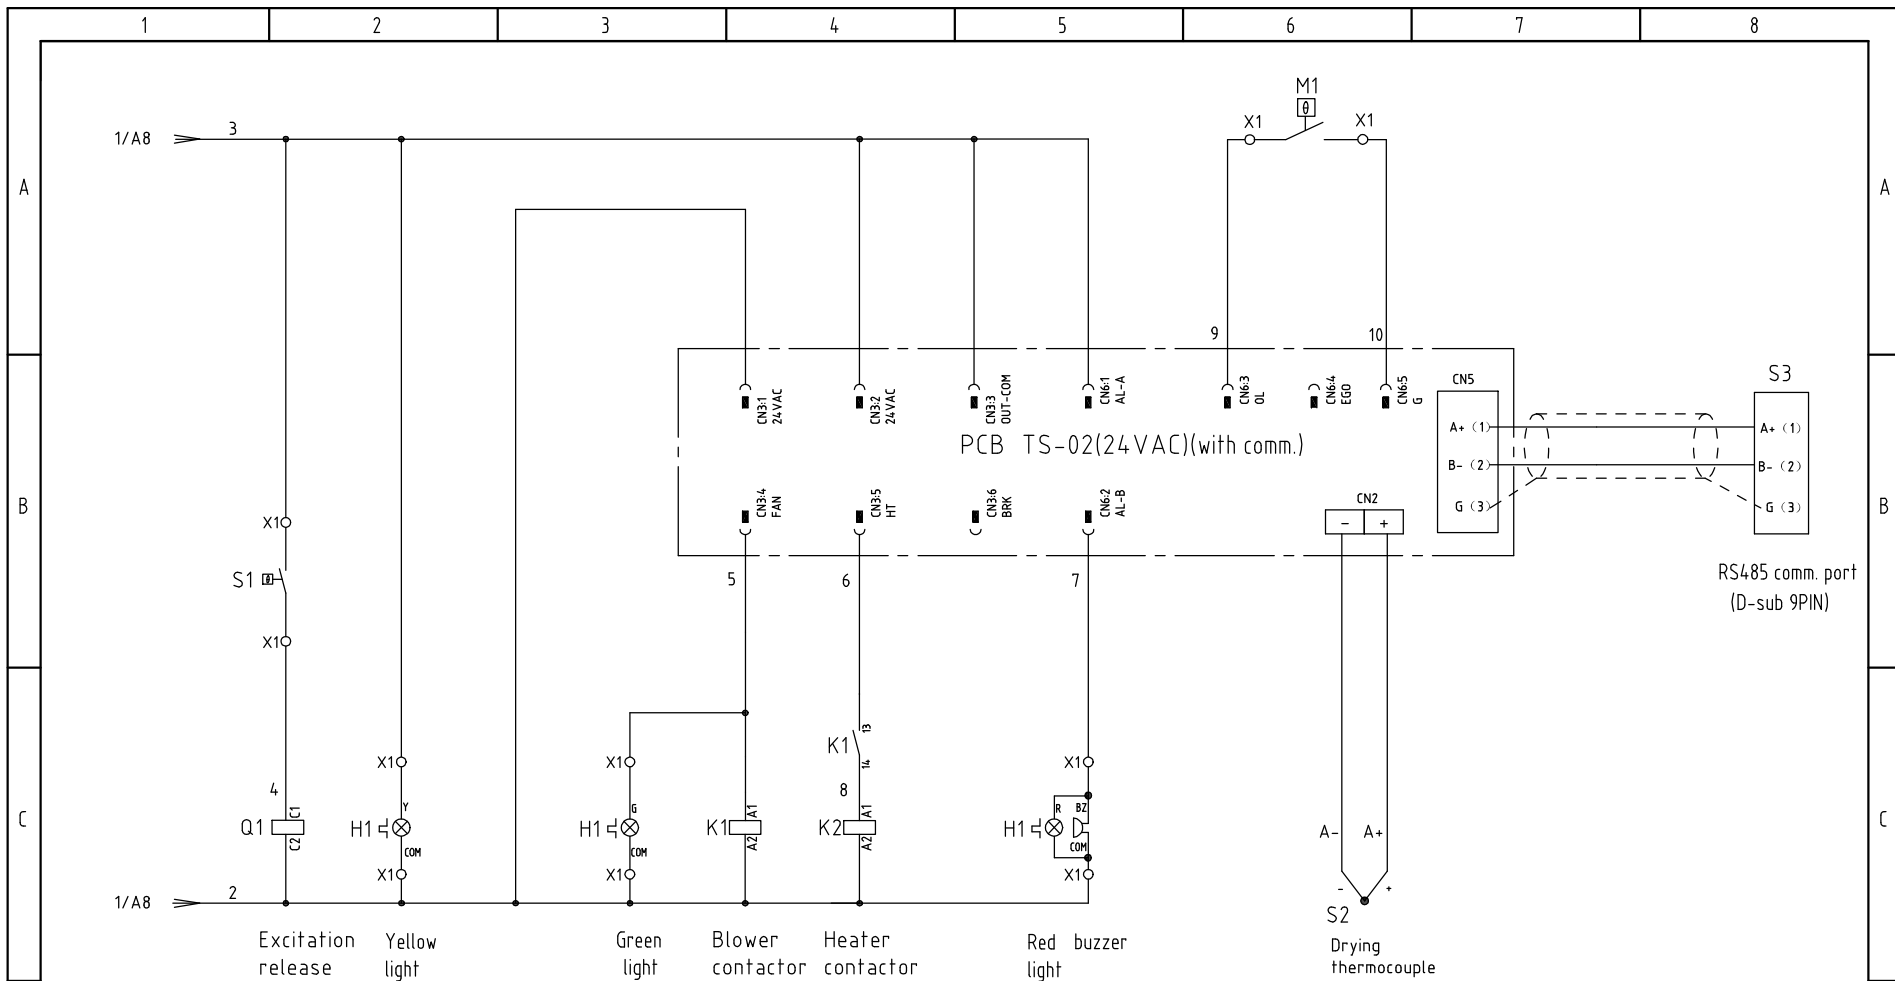 1 2 3 4 5 6 7 8
M1
θ
X1 X1
1/A8 3
A A
9 10
S3
CN5
CN3:1
24VAC
CN3:2
24VAC
CN3:3
OUT-COM
CN6:1
AL-A
CN6:3
OL
CN6:4
EGO
CN6:5
G
A+ (1) A+ (1)
PCB TS-02(24VAC)(with comm.)
B- (2) B- (2)
CN2
- +
G (3) G (3)
CN3:4
FAN
CN3:5
HT
CN3:6
BRK
CN6:2
AL-B
B B
X1
S1 θ
5 6 7
RS485 comm. port
(D-sub 9PIN)
X1
K1 13
14
X1 X1 X1
4 8
C C
Q1 C1
C2
H1 Y
COM
H1 G
COM
K1 A1
A2
K2 A1
A2
H1 R BZ
COM
A- A+
X1 X1 X1
- +
1/A8 2
S2
Excitation
release
Yellow
light
Green
light
Blower
contactor
Heater
contactor
Red buzzer
light
Drying
thermocouple